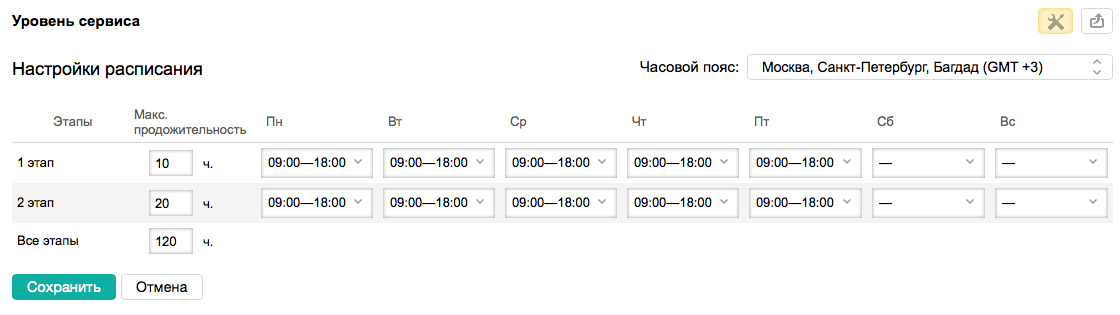 Уровень сервиса
Настройки расписания
Часовой пояс: Москва, Санкт-Петербург, Багдад (GMT +3)
Этапы Макс. продожительность Пн Вт Ср Чт Пт Сб Вс
1 этап 10 ч. 09:00—18:00 09:00—18:00 09:00—18:00 09:00—18:00 09:00—18:00 — —
2 этап 20 ч. 09:00—18:00 09:00—18:00 09:00—18:00 09:00—18:00 09:00—18:00 — —
Все этапы 120 ч.
Сохранить Отмена